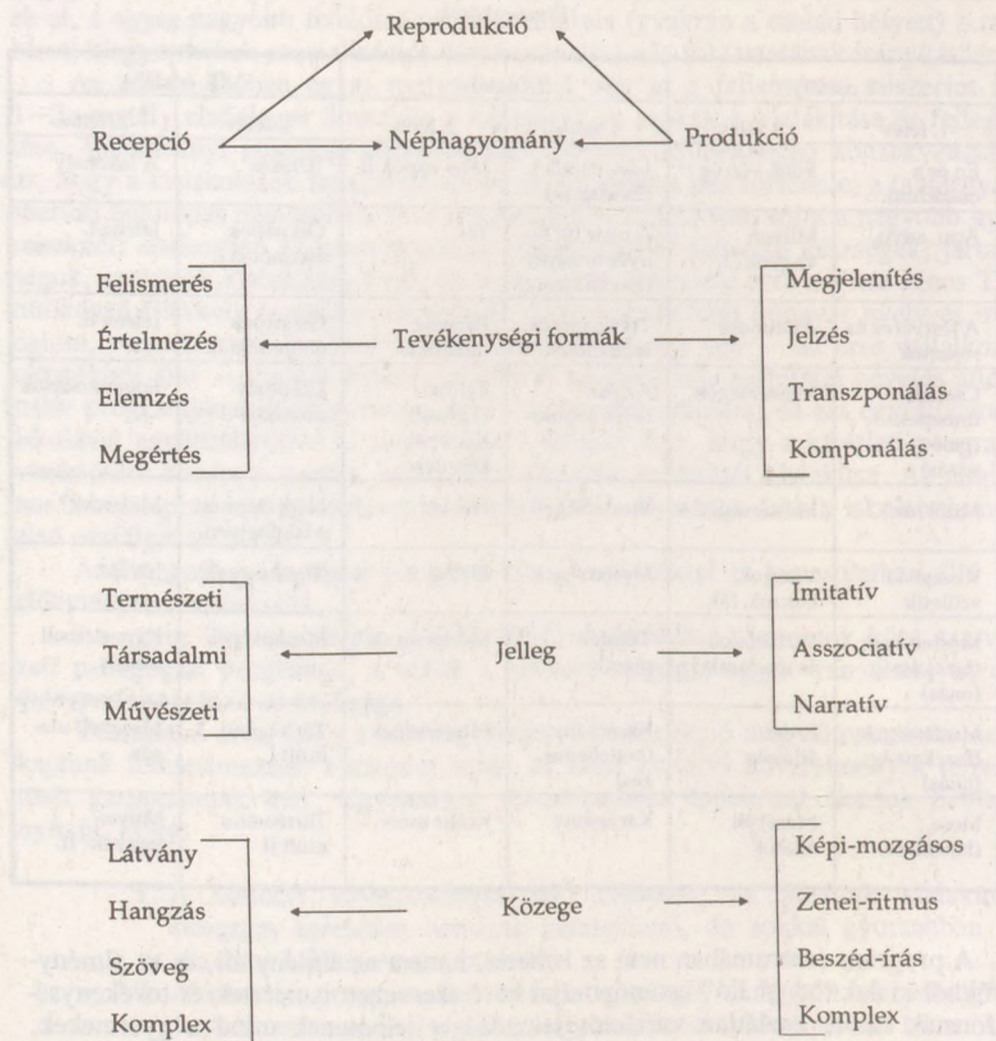 Reprodukció
Recepció Néphagyomány Produkció
Felismerés
Értelmezés
Elemzés
Megértés
Tevékenységi formák
Megjelenítés
Jelzés
Transzponálás
Komponálás
Természeti
Társadalmi
Művészeti
Jelleg
Imitatív
Asszociatív
Narratív
Látvány
Hangzás
Szöveg
Komplex
Közege
Képi-mozgásos
Zenei-ritmus
Beszéd-írás
Komplex